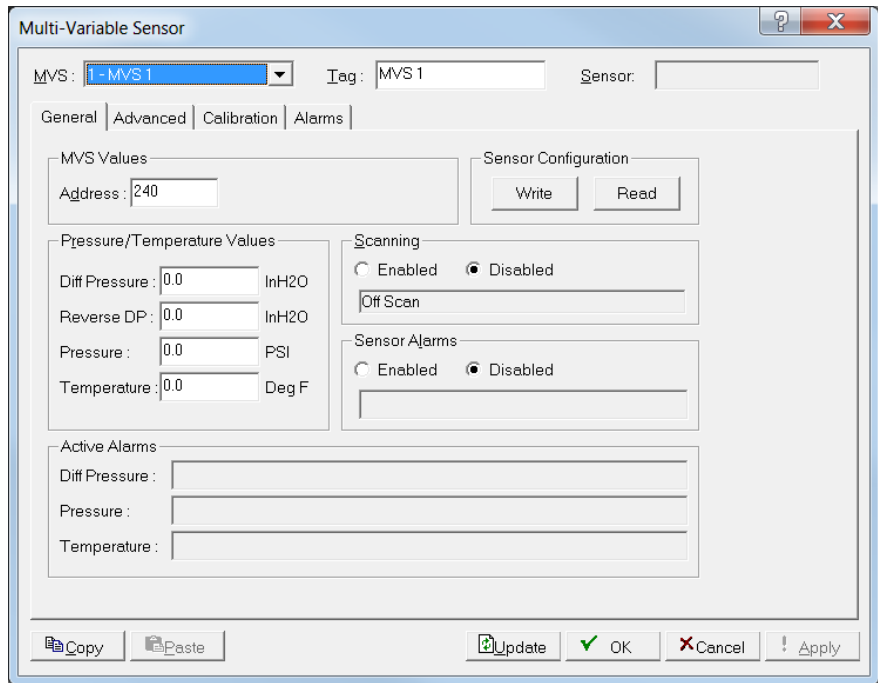 Multi-Variable Sensor
MVS : 1 - MVS 1 Tag : MVS 1 Sensor:
General Advanced Calibration Alarms
MVS Values
Address : 240
Sensor Configuration
Write Read
Pressure/Temperature Values
Diff Pressure : 0.0 InH2O
Reverse DP : 0.0 InH2O
Pressure : 0.0 PSI
Temperature : 0.0 Deg F
Scanning
Enabled Disabled
Off Scan
Sensor Alarms
Enabled Disabled
Active Alarms
Diff Pressure :
Pressure :
Temperature :
Copy Paste Update OK Cancel ! Apply